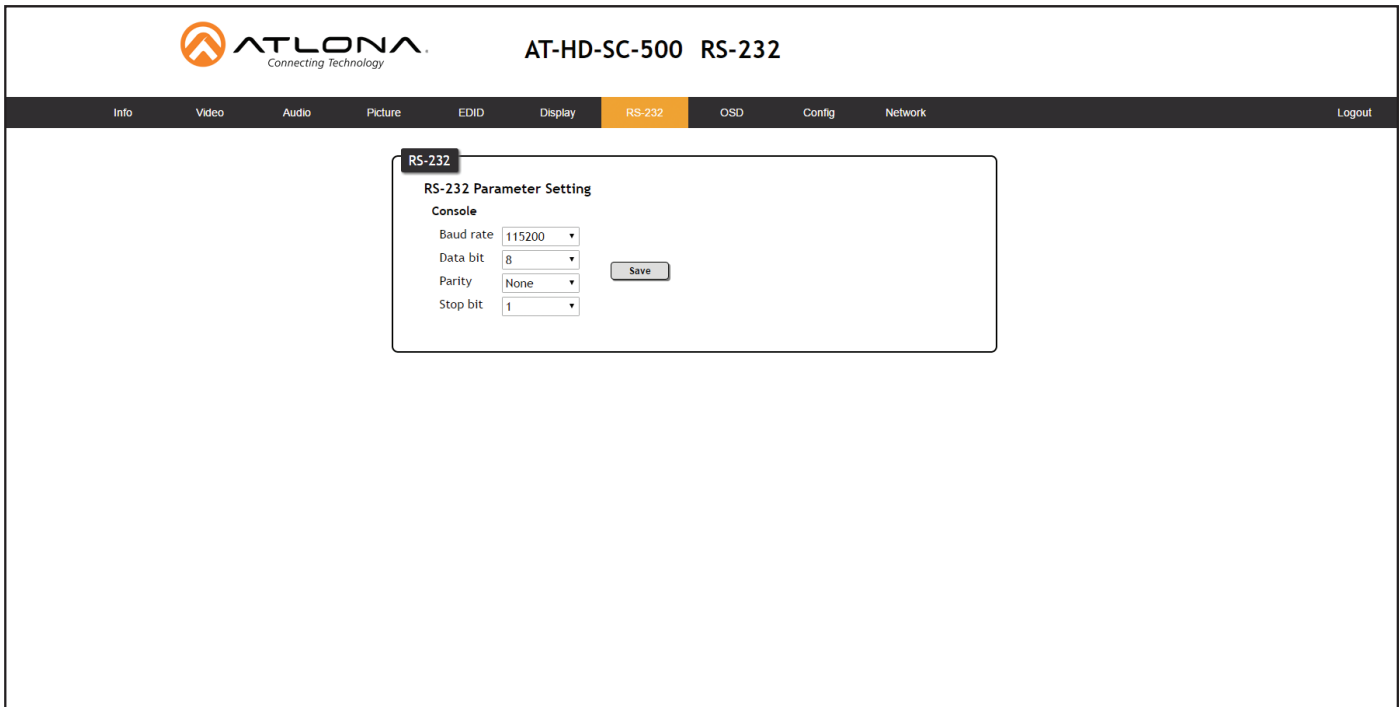 ATLONA.
Connecting Technology
AT-HD-SC-500 RS-232
Info Video Audio Picture EDID Display RS-232 OSD Config Network Logout
RS-232
RS-232 Parameter Setting
Console
Baud rate 115200
Data bit 8
Save
Parity None
Stop bit 1